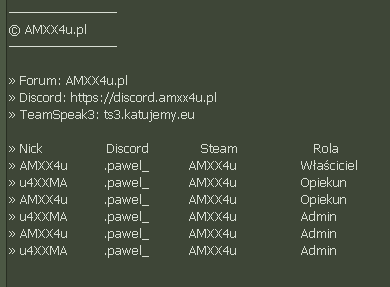 © AMXX4u.pl
» Forum: AMXX4u.pl
» Discord: https://discord.amxx4u.pl
» TeamSpeak3: ts3.katujemy.eu
» Nick Discord Steam Rola
» AMXX4u .pawel_ AMXX4u Właściciel
» u4XXMA .pawel_ AMXX4u Opiekun
» AMXX4u .pawel_ AMXX4u Opiekun
» u4XXMA .pawel_ AMXX4u Admin
» AMXX4u .pawel_ AMXX4u Admin
» u4XXMA .pawel_ AMXX4u Admin